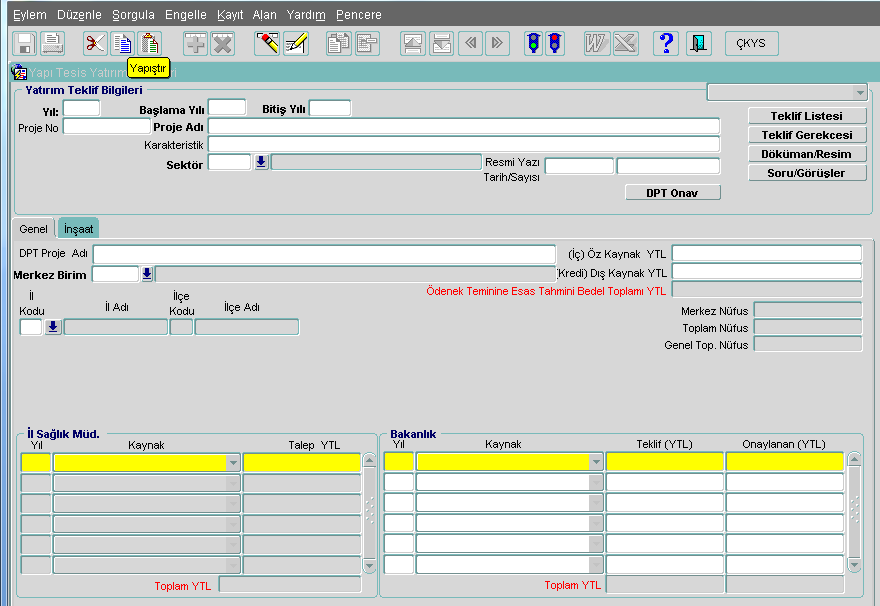 Eylem Düzenle Sorgula Engelle Kayıt Alan Yardım Pencere
W X ? ÇKYS
Yapıştır
Yapı Tesis Yatırım
Yatırım Teklif Bilgileri
Yıl: Başlama Yılı Bitiş Yılı
Teklif Listesi
Proje No Proje Adı
Teklif Gerekcesi
Karakteristik
Döküman/Resim
Sektör Resmi Yazı
Tarih/Sayısı
Soru/Görüşler
DPT Onav
Genel İnşaat
DPT Proje Adı (İç) Öz Kaynak YTL
Merkez Birim (Kredi) Dış Kaynak YTL
Ödenek Teminine Esas Tahmini Bedel Toplamı YTL
İl Kodu İl Adı İlçe Kodu İlçe Adı
Merkez Nüfus
Toplam Nüfus
Genel Top. Nüfus
İl Sağlık Müd. Bakanlık
Yıl Kaynak Talep YTL Yıl Kaynak Teklif (YTL) Onaylanan (YTL)
Toplam YTL Toplam YTL